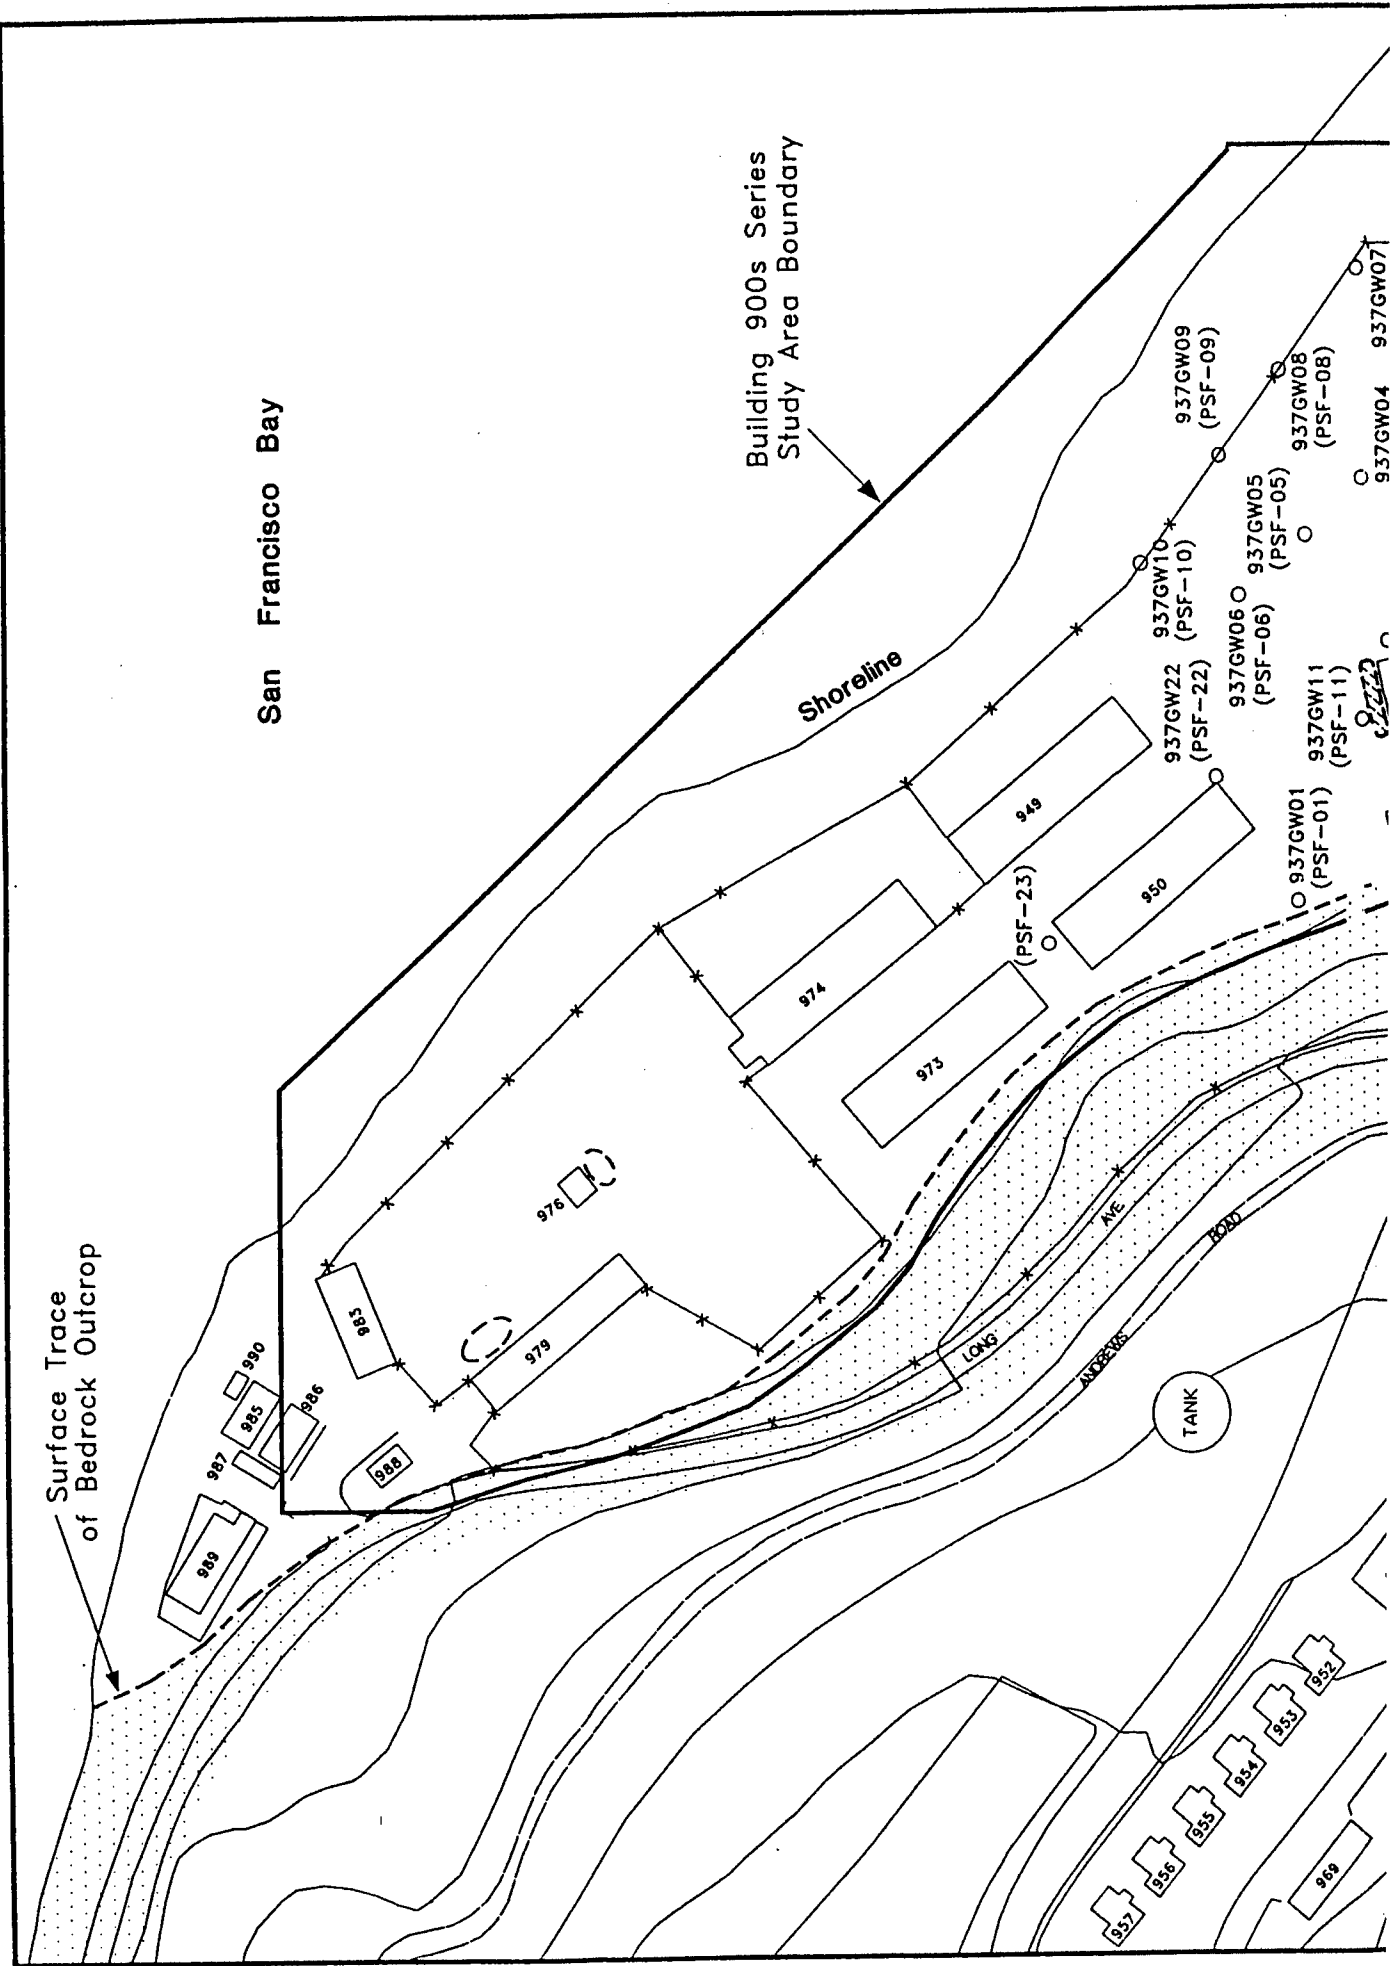 San Francisco Bay
Surface Trace
of Bedrock Outcrop
Building 900s Series
Study Area Boundary
Shoreline
990
985
986
987
989
988
983
979
976
974
973
949
950
(PSF-23)
937GW22
(PSF-22)
937GW10
(PSF-10)
937GW09
(PSF-09)
937GW08
(PSF-08)
937GW07
937GW04
937GW05
(PSF-05)
937GW06
(PSF-06)
937GW11
(PSF-11)
937GW01
(PSF-01)
LONG AVE
ANDREWS ROAD
TANK
952
953
954
955
956
957
969